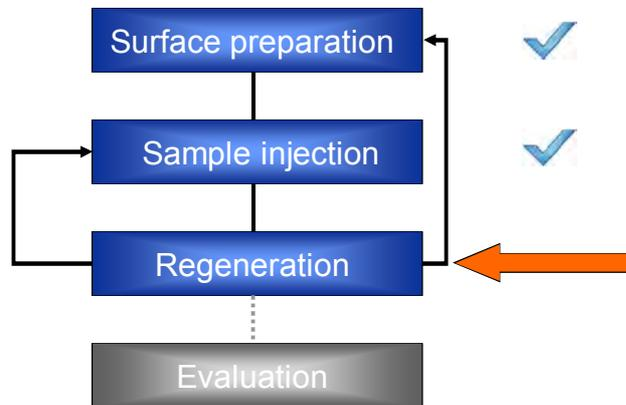 Surface preparation
Sample injection
Regeneration
Evaluation